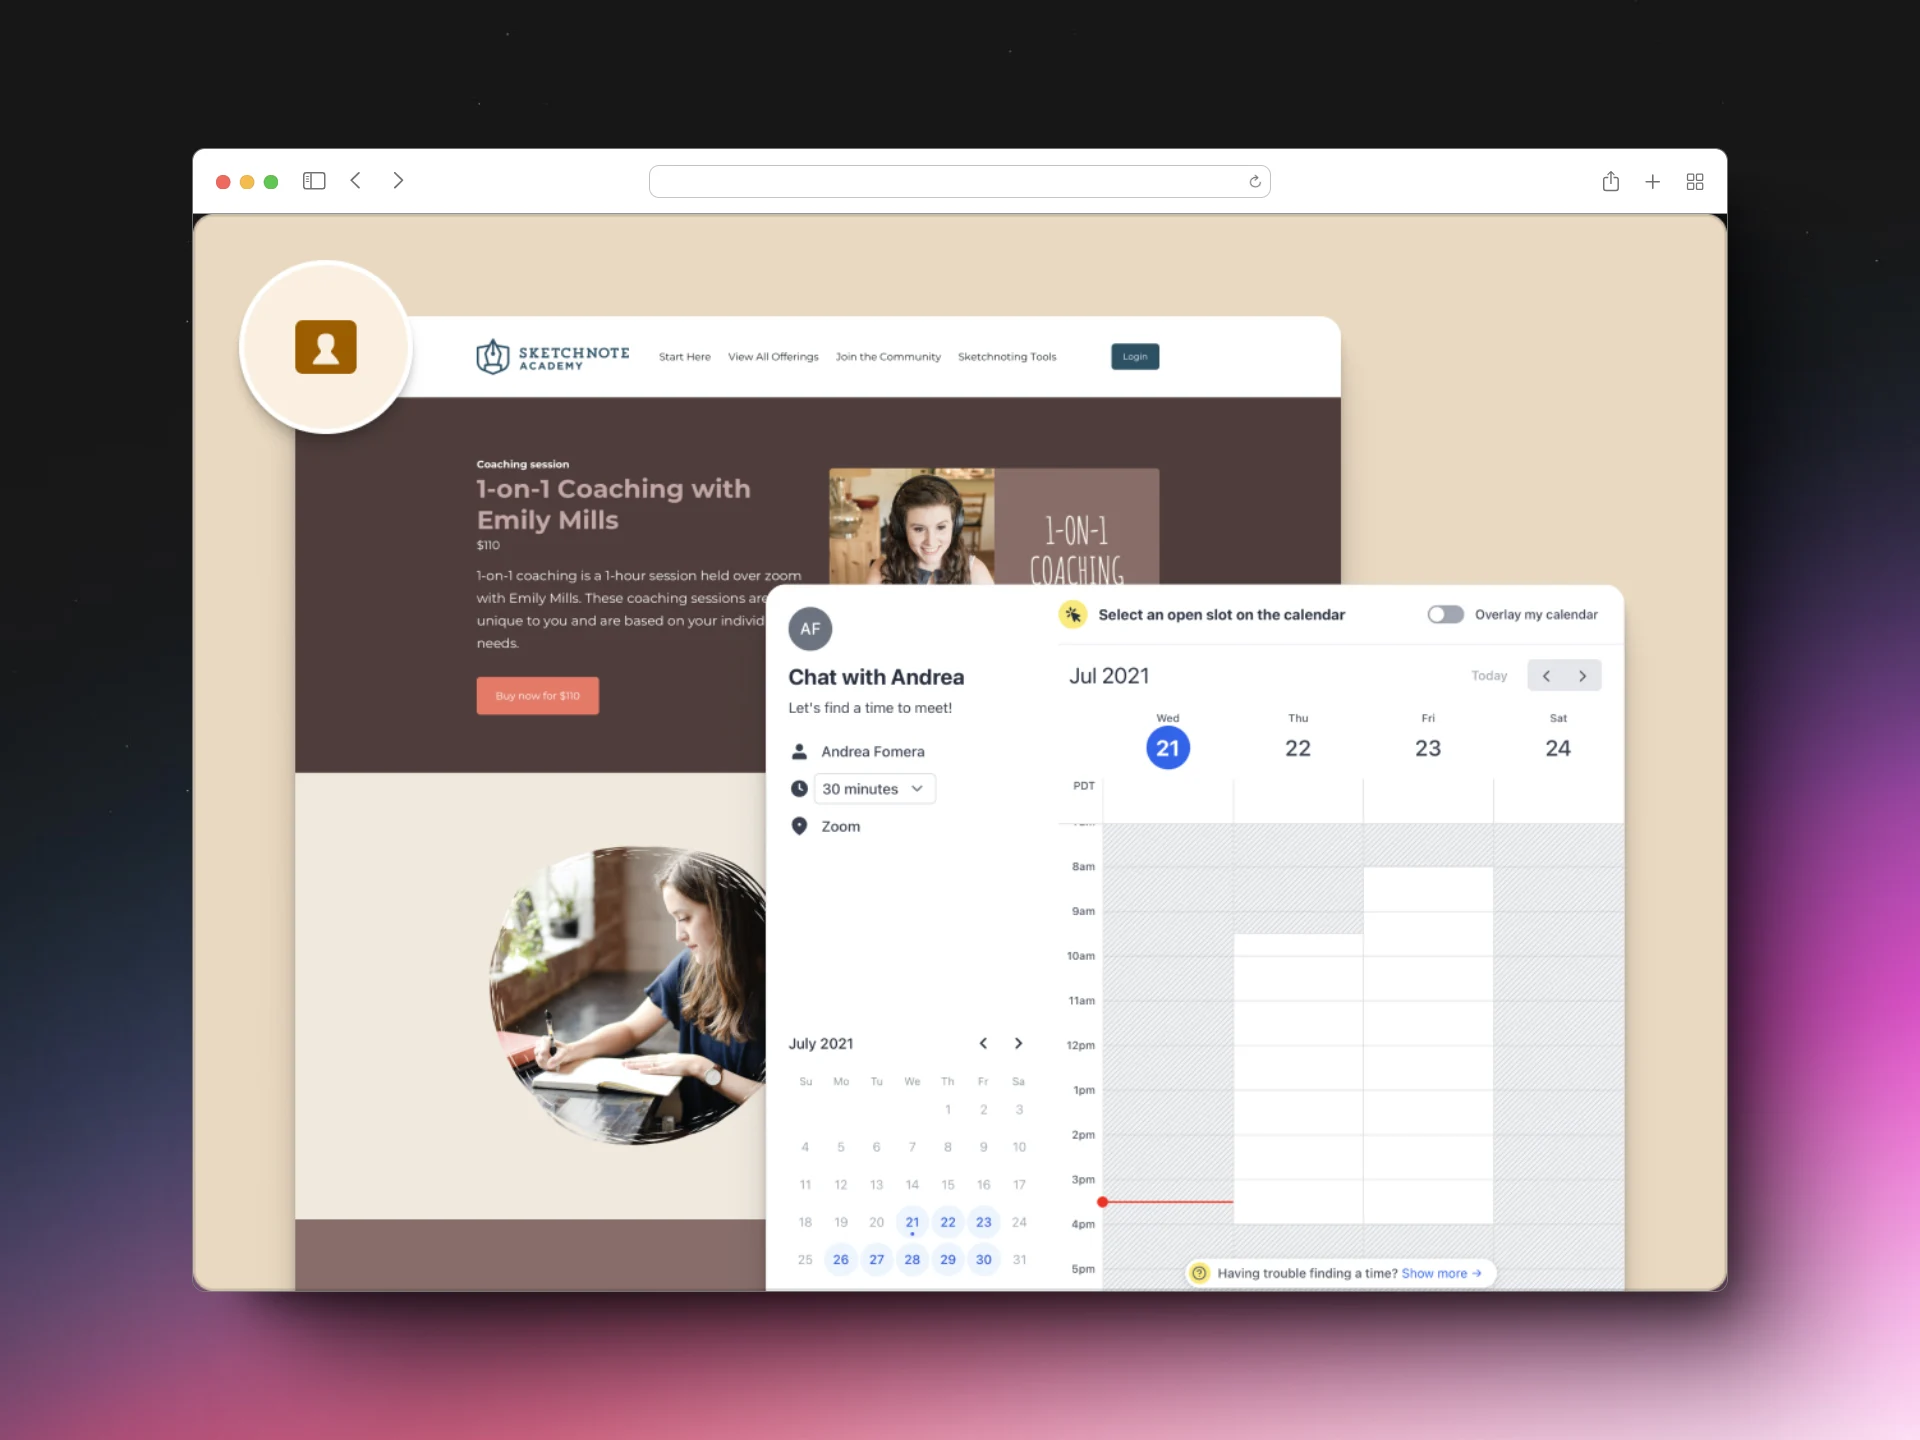 SKETCHNOTE
ACADEMY
Start Here View All Offerings Join the Community Sketchnoting Tools Login
Coaching session
1-on-1 Coaching with
Emily Mills
$110
1-on-1 coaching is a 1-hour session held over zoom
with Emily Mills. These coaching sessions are
unique to you and are based on your individ
needs.
Buy now for $110
1-ON-1
COACHING
AF
Chat with Andrea
Let's find a time to meet!
Andrea Fomera
30 minutes
Zoom
July 2021
Su Mo Tu We Th Fr Sa
1 2 3
4 5 6 7 8 9 10
11 12 13 14 15 16 17
18 19 20 21 22 23 24
25 26 27 28 29 30 31
Select an open slot on the calendar Overlay my calendar
Jul 2021 Today
Wed Thu Fri Sat
21 22 23 24
PDT
8am
9am
10am
11am
12pm
1pm
2pm
3pm
4pm
5pm
Having trouble finding a time? Show more →